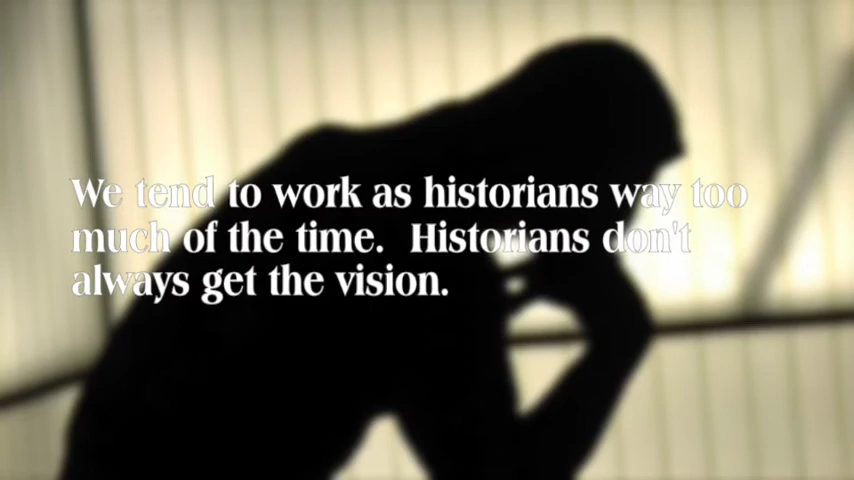 We tend to work as historians way too
much of the time.  Historians don't
always get the vision.